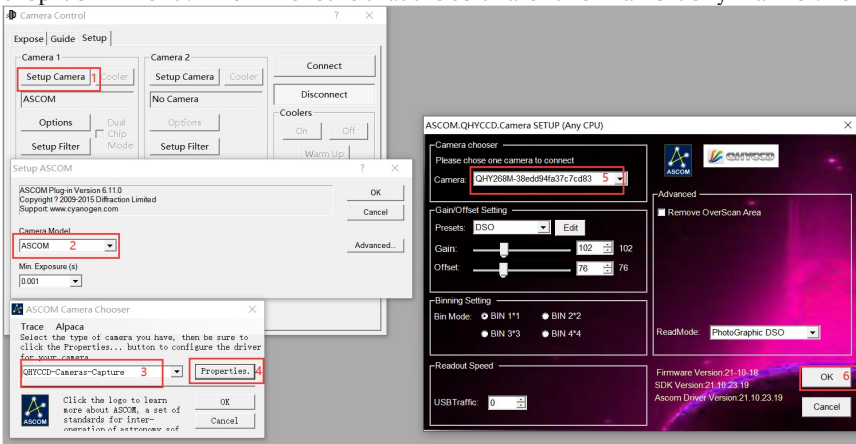 Camera Control
Expose Guide Setup
Camera 1
Setup Camera 1 Cooler
ASCOM
Options Dual Chip Mode
Setup Filter
Camera 2
Setup Camera Cooler
No Camera
Options
Setup Filter
Connect
Disconnect
Coolers
On Off
Warm Up
Setup ASCOM
ASCOM Plug-in Version 6.11.0
Copyright ? 2009-2015 Diffraction Limited
Support: www.cyanogen.com
OK
Cancel
Camera Model
ASCOM 2
Advanced...
Min. Exposure (s)
0.001
ASCOM Camera Chooser
Trace Alpaca
Select the type of camera you have, then be sure to
click the Properties... button to configure the driver
for your camera
QHYCCD-Cameras-Capture 3
Properties. 4
ASCOM
Click the logo to learn
more about ASCOM, a set of
standards for inter-
operation of astronomy sof
OK
Cancel
ASCOM.QHYCCD.Camera SETUP (Any CPU)
Camera chooser
Please chose one camera to connect
Camera: QHY268M-38edd94fa37c7cd83 5
ASCOM
QHYCCD
Gain/Offset Setting
Presets: DSO Edit
Gain: 102 102
Offset: 76 76
Advanced
Remove OverScan Area
Binning Setting
Bin Mode: BIN 1*1 BIN 2*2
BIN 3*3 BIN 4*4
ReadMode: PhotoGraphic DSO
Readout Speed
USBTraffic: 0
Firmware Version:21-10-18
SDK Version:21.10.23.19
Ascom Driver Version:21.10.23.19
OK 6
Cancel